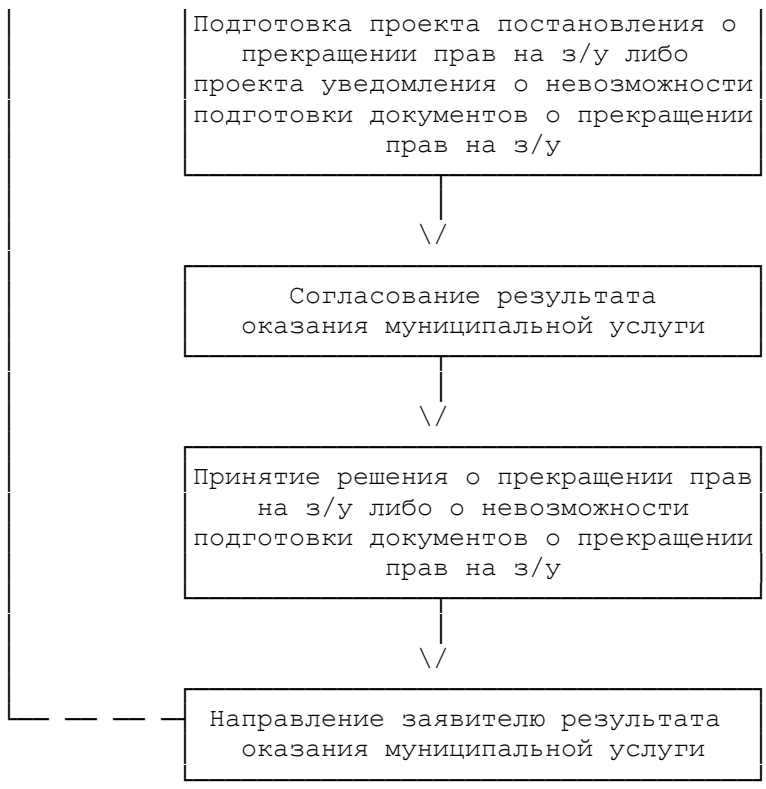 Подготовка проекта постановления о
прекращении прав на з/у либо
проекта уведомления о невозможности
подготовки документов о прекращении
прав на з/у
\/
Согласование результата
оказания муниципальной услуги
\/
Принятие решения о прекращении прав
на з/у либо о невозможности
подготовки документов о прекращении
прав на з/у
\/
Направление заявителю результата
оказания муниципальной услуги